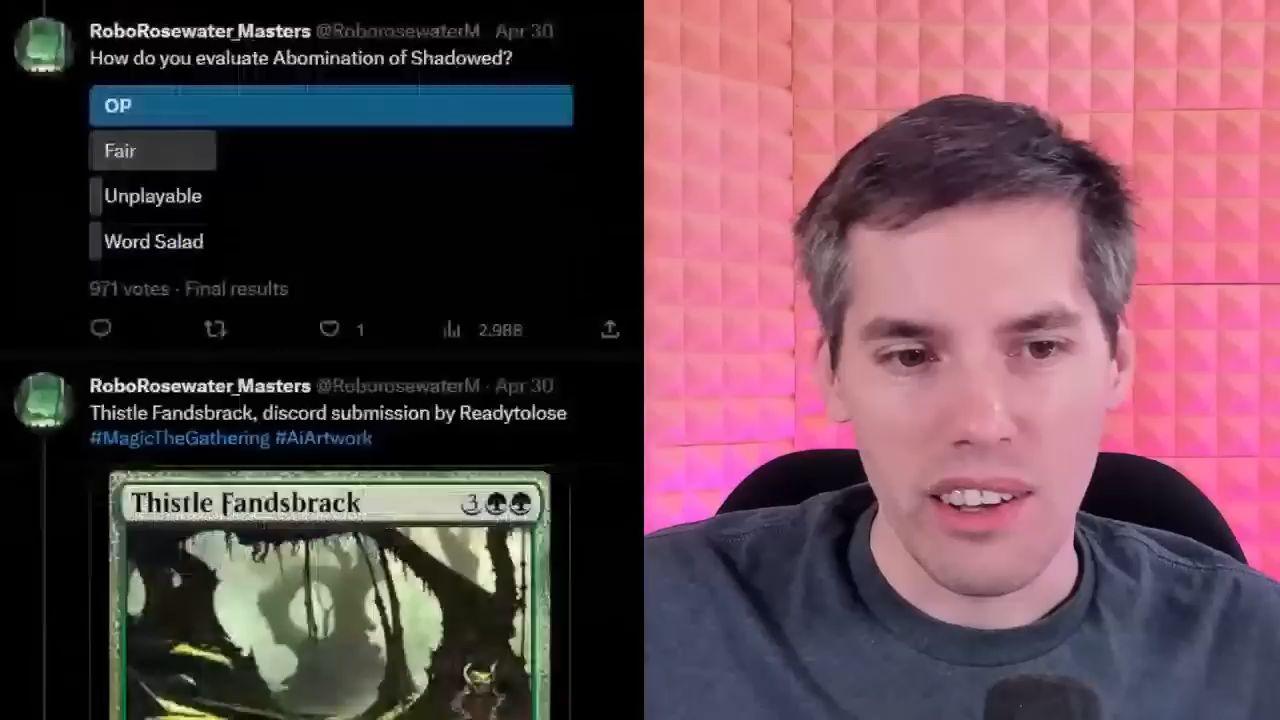 RoboRosewater_Masters @RoborosewaterM · Apr 30
How do you evaluate Abomination of Shadowed?
OP
Fair
Unplayable
Word Salad
971 votes · Final results
1 2,988
RoboRosewater_Masters @RoborosewaterM · Apr 30
Thistle Fandsbrack, discord submission by Readytolose
#MagicTheGathering #AiArtwork
Thistle Fandsbrack 3